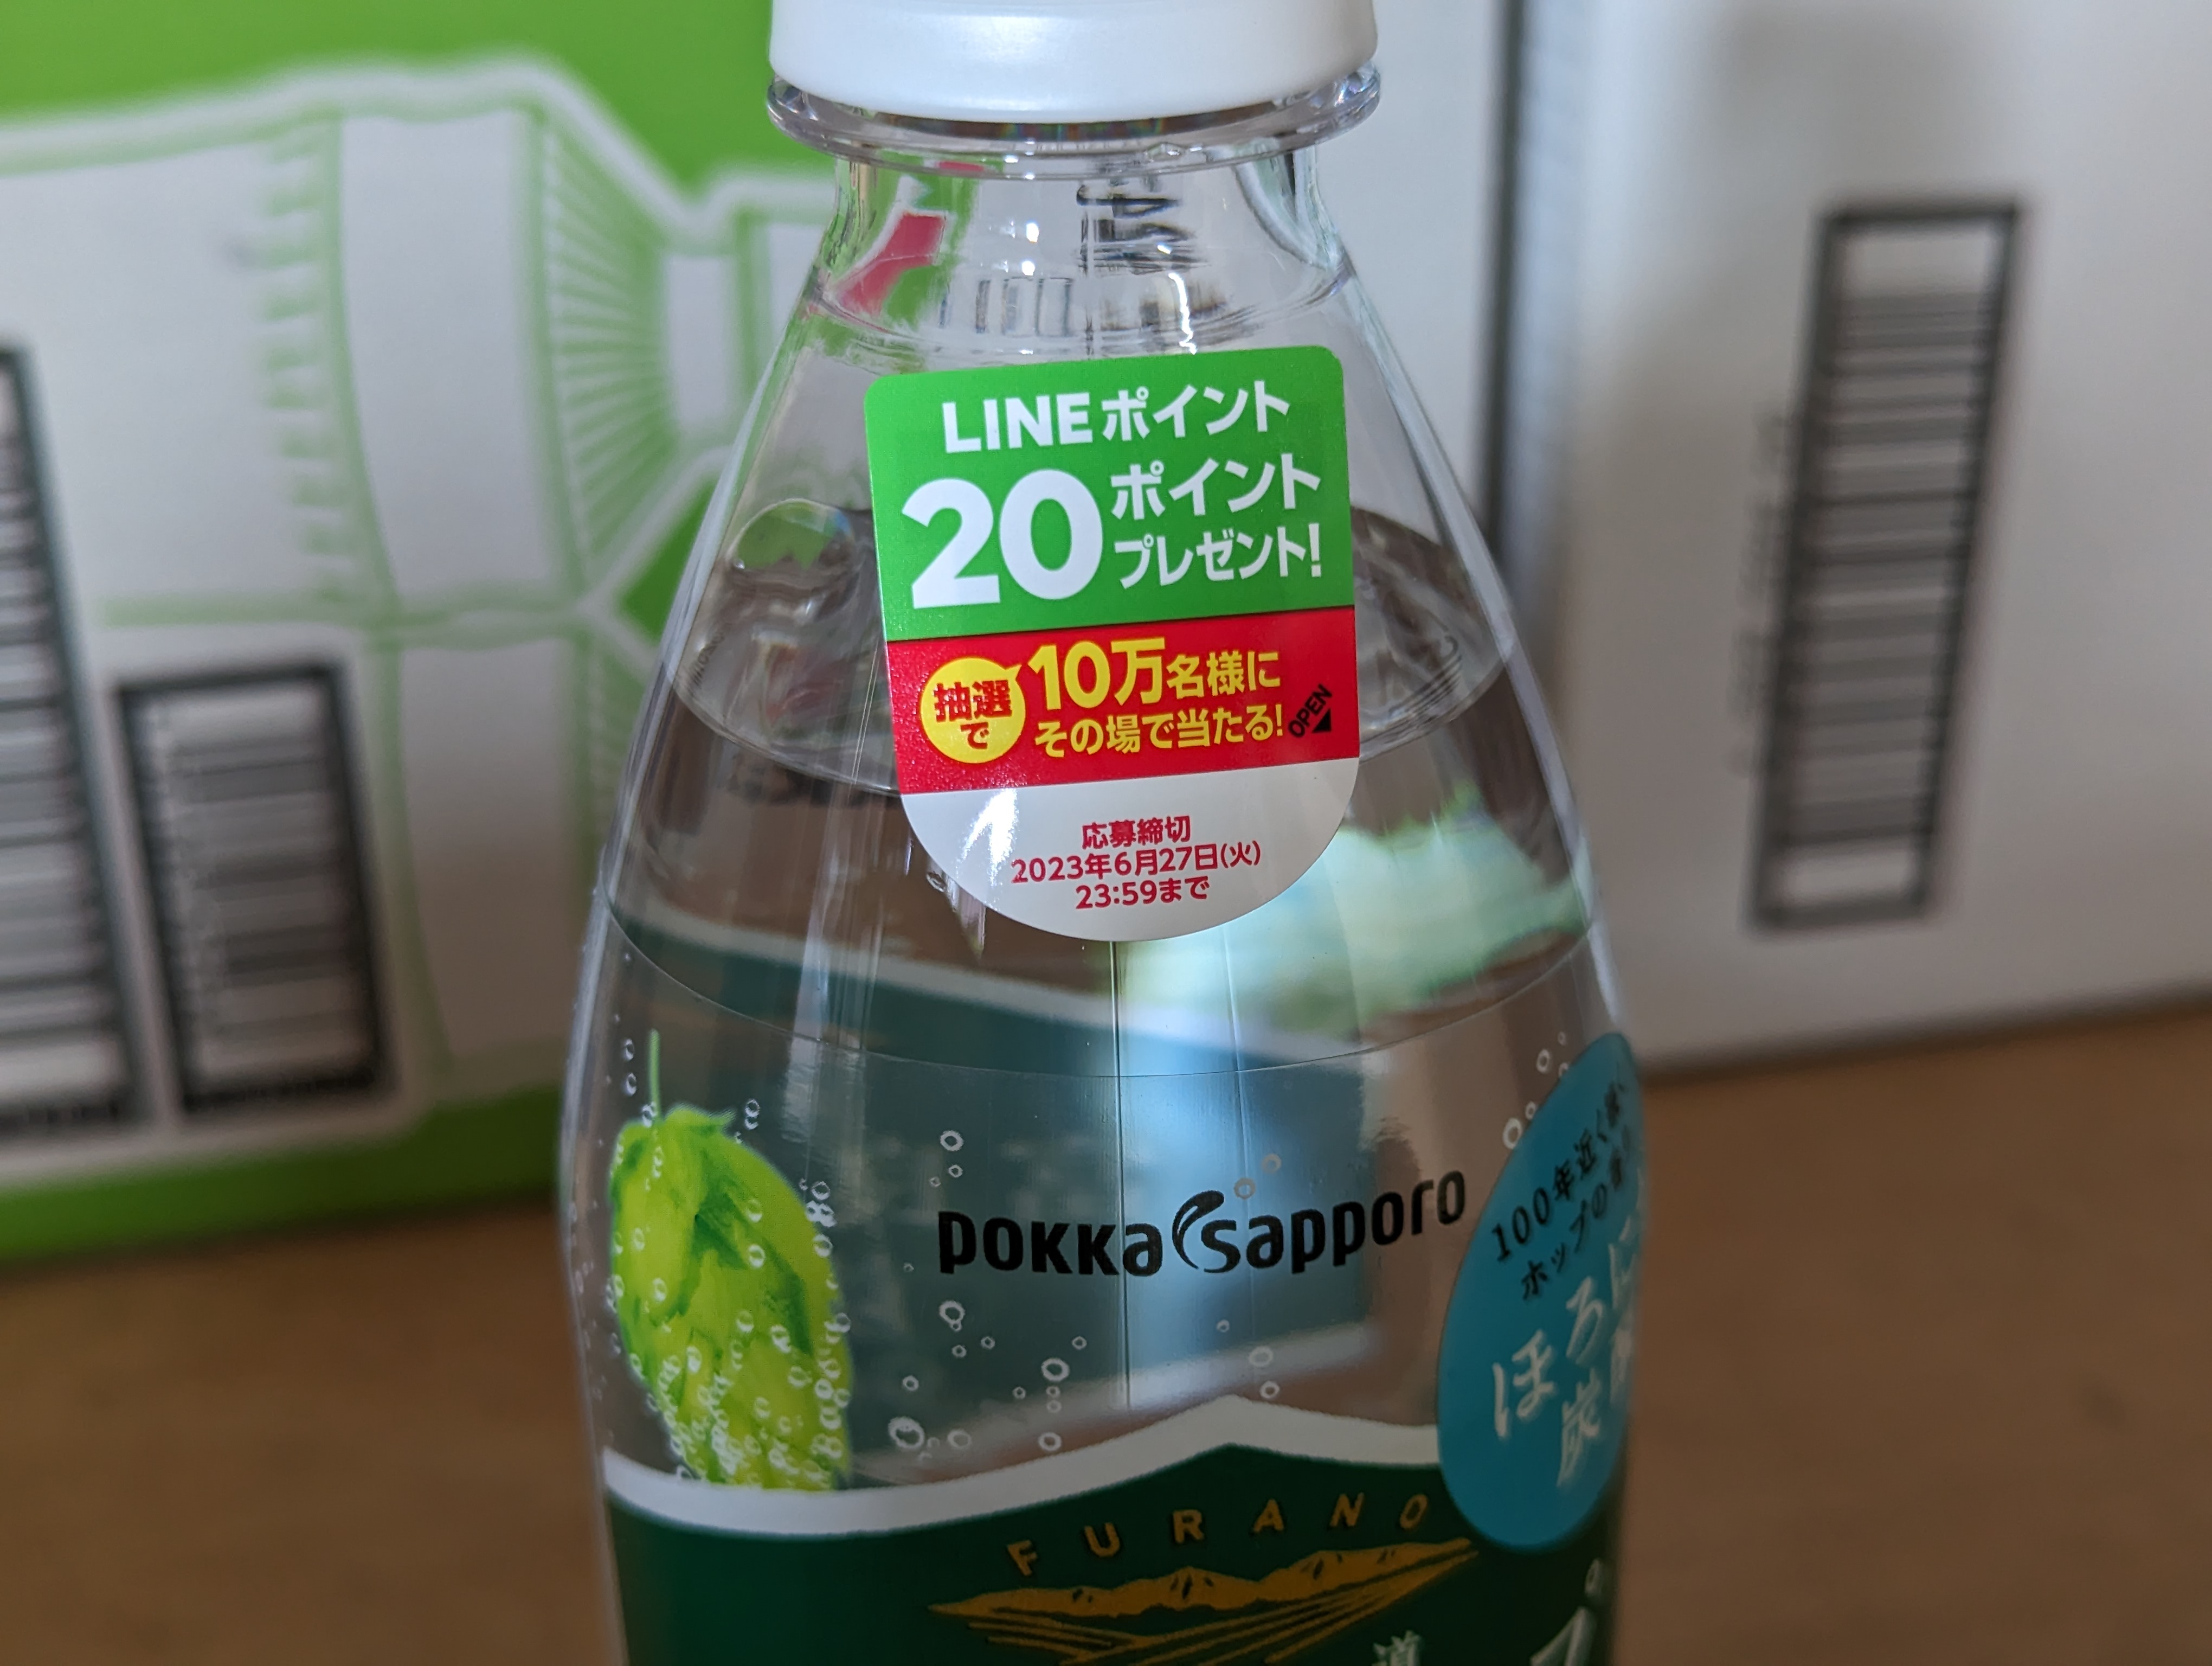 LINEポイント
20ポイント
プレゼント!
抽選で
10万名様に
その場で当たる!
OPEN
応募締切
2023年6月27日(火)
23:59まで
POKKA sapporo
100年近く
ホップの
ほろ
炭
FURANO
道